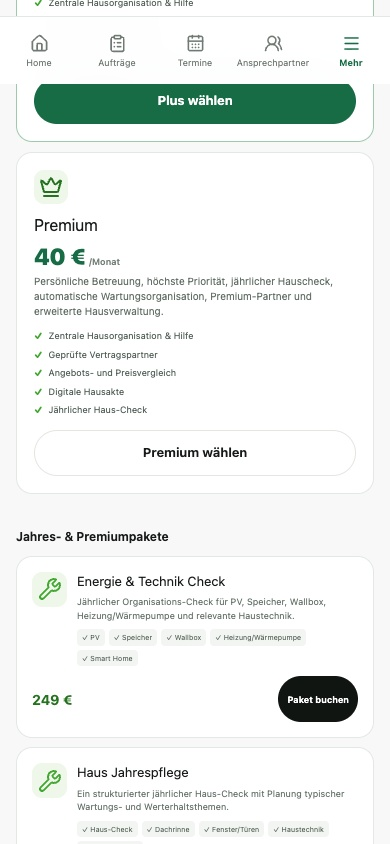 Zentrale Hausorganisation & Hilfe
Home
Aufträge
Termine
Ansprechpartner
Mehr
Plus wählen
Premium
40 € /Monat
Persönliche Betreuung, höchste Priorität, jährlicher Hauscheck,
automatische Wartungsorganisation, Premium-Partner und
erweiterte Hausverwaltung.
✓ Zentrale Hausorganisation & Hilfe
✓ Geprüfte Vertragspartner
✓ Angebots- und Preisvergleich
✓ Digitale Hausakte
✓ Jährlicher Haus-Check
Premium wählen
Jahres- & Premiumpakete
Energie & Technik Check
Jährlicher Organisations-Check für PV, Speicher, Wallbox,
Heizung/Wärmepumpe und relevante Haustechnik.
✓ PV ✓ Speicher ✓ Wallbox ✓ Heizung/Wärmepumpe
✓ Smart Home
249 €
Paket buchen
Haus Jahrespflege
Ein strukturierter jährlicher Haus-Check mit Planung typischer
Wartungs- und Werterhaltsthemen.
✓ Haus-Check ✓ Dachrinne ✓ Fenster/Türen ✓ Haustechnik